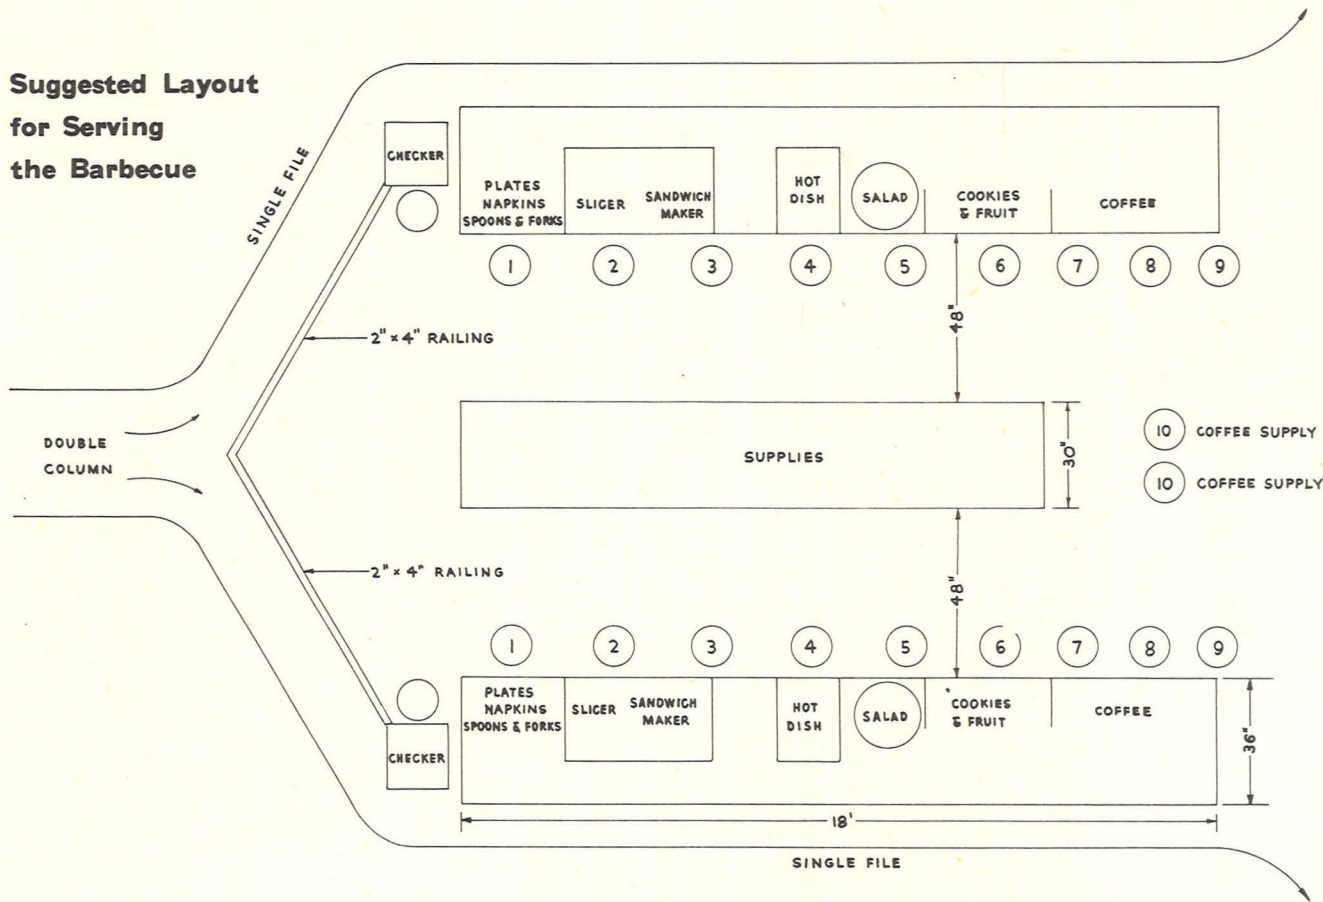 Suggested Layout
for Serving
the Barbecue
SINGLE FILE
CHECKER
PLATES
NAPKINS
SPOONS & FORKS
SLICER
SANDWICH
MAKER
HOT
DISH
SALAD
COOKIES
& FRUIT
COFFEE
1
2
3
4
5
6
7
8
9
2" x 4" RAILING
48"
DOUBLE
COLUMN
SUPPLIES
30"
10 COFFEE SUPPLY
10 COFFEE SUPPLY
2" x 4" RAILING
48"
1
2
3
4
5
6
7
8
9
PLATES
NAPKINS
SPOONS & FORKS
SLICER
SANDWICH
MAKER
HOT
DISH
SALAD
COOKIES
& FRUIT
COFFEE
CHECKER
36"
18'
SINGLE FILE